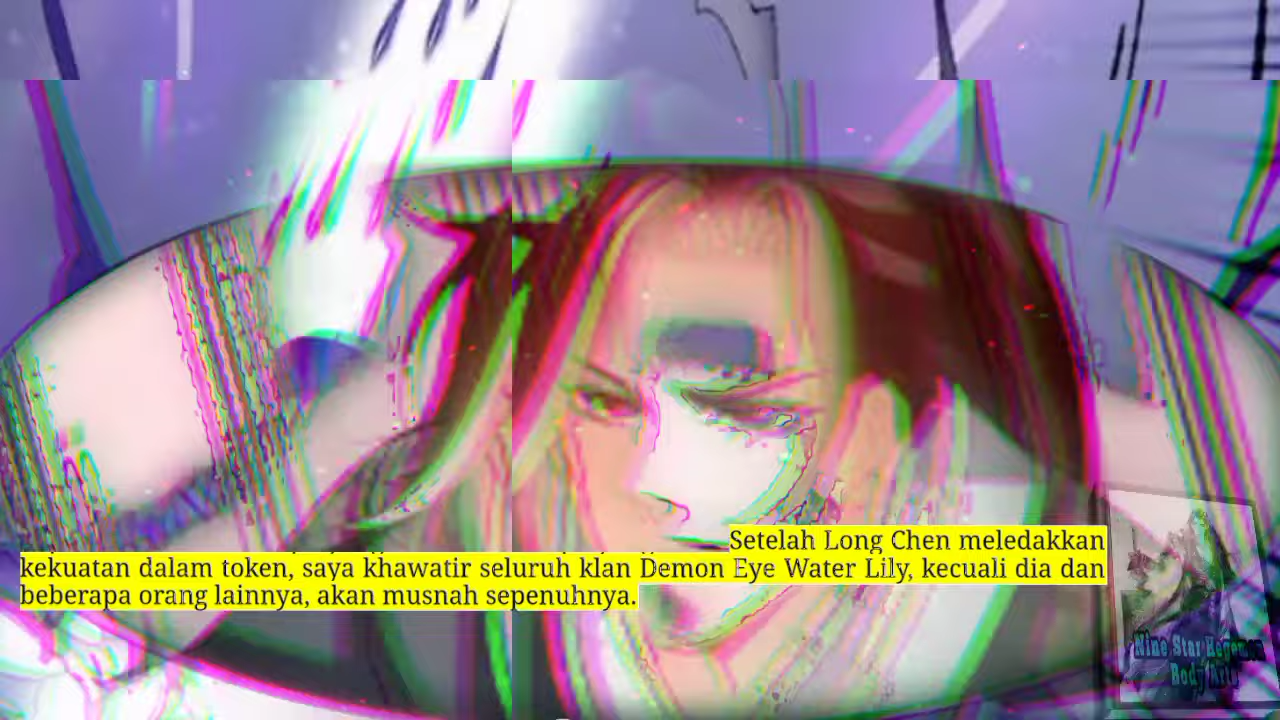 Setelah Long Chen meledakkan
kekuatan dalam token, saya khawatir seluruh klan Demon Eye Water Lily, kecuali dia dan
beberapa orang lainnya, akan musnah sepenuhnya.
Nine Star Hegemon
Body Arts